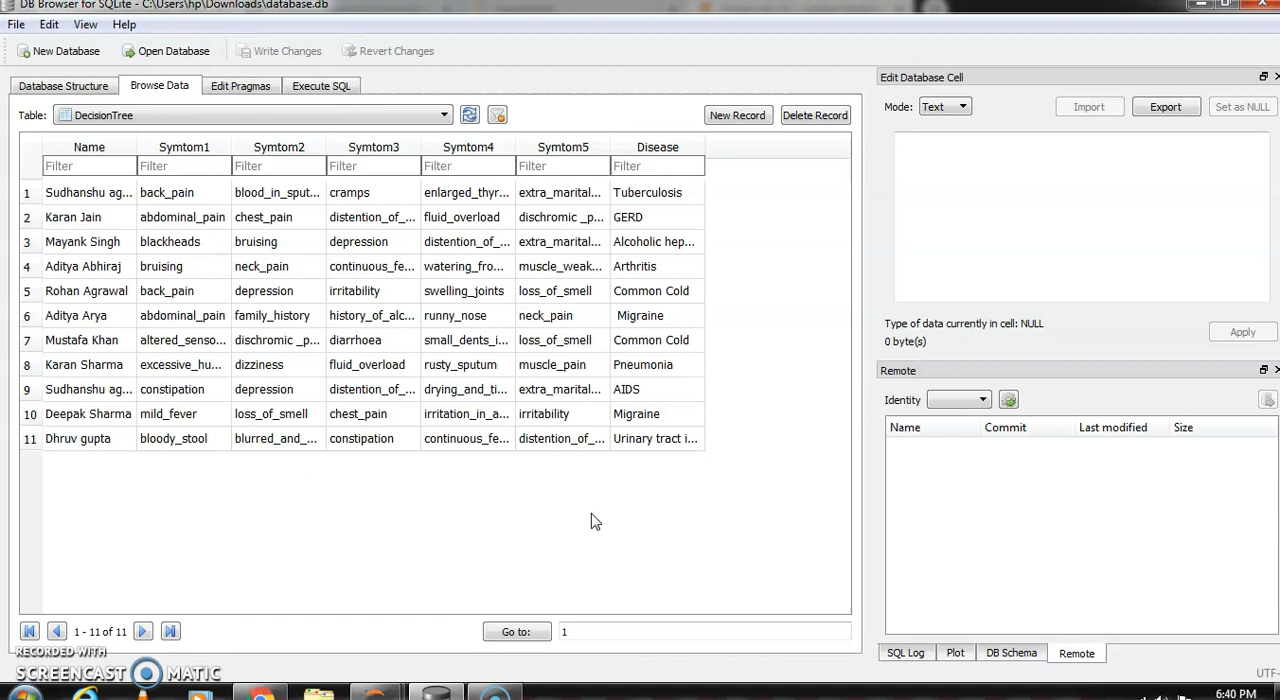 DB Browser for SQLite - C:\Users\hp\Downloads\database.db
File Edit View Help
New Database Open Database Write Changes Revert Changes
Database Structure Browse Data Edit Pragmas Execute SQL
Table: DecisionTree New Record Delete Record
Name Symtom1 Symtom2 Symtom3 Symtom4 Symtom5 Disease
Filter Filter Filter Filter Filter Filter Filter
1 Sudhanshu ag... back_pain blood_in_sput... cramps enlarged_thyr... extra_marital... Tuberculosis
2 Karan Jain abdominal_pain chest_pain distention_of_... fluid_overload dischromic _p... GERD
3 Mayank Singh blackheads bruising depression distention_of_... extra_marital... Alcoholic hep...
4 Aditya Abhiraj bruising neck_pain continuous_fe... watering_fro... muscle_weak... Arthritis
5 Rohan Agrawal back_pain depression irritability swelling_joints loss_of_smell Common Cold
6 Aditya Arya abdominal_pain family_history history_of_alc... runny_nose neck_pain Migraine
7 Mustafa Khan altered_senso... dischromic _p... diarrhoea small_dents_i... loss_of_smell Common Cold
8 Karan Sharma excessive_hu... dizziness fluid_overload rusty_sputum muscle_pain Pneumonia
9 Sudhanshu ag... constipation depression distention_of_... drying_and_ti... extra_marital... AIDS
10 Deepak Sharma mild_fever loss_of_smell chest_pain irritation_in_a... irritability Migraine
11 Dhruv gupta bloody_stool blurred_and_... constipation continuous_fe... distention_of_... Urinary tract i...
1 - 11 of 11 Go to: 1
Edit Database Cell
Mode: Text Import Export Set as NULL
Type of data currently in cell: NULL
0 byte(s)
Apply
Remote
Identity
Name Commit Last modified Size
SQL Log Plot DB Schema Remote
UTF-
RECORDED WITH
SCREENCAST MATIC
6:40 PM